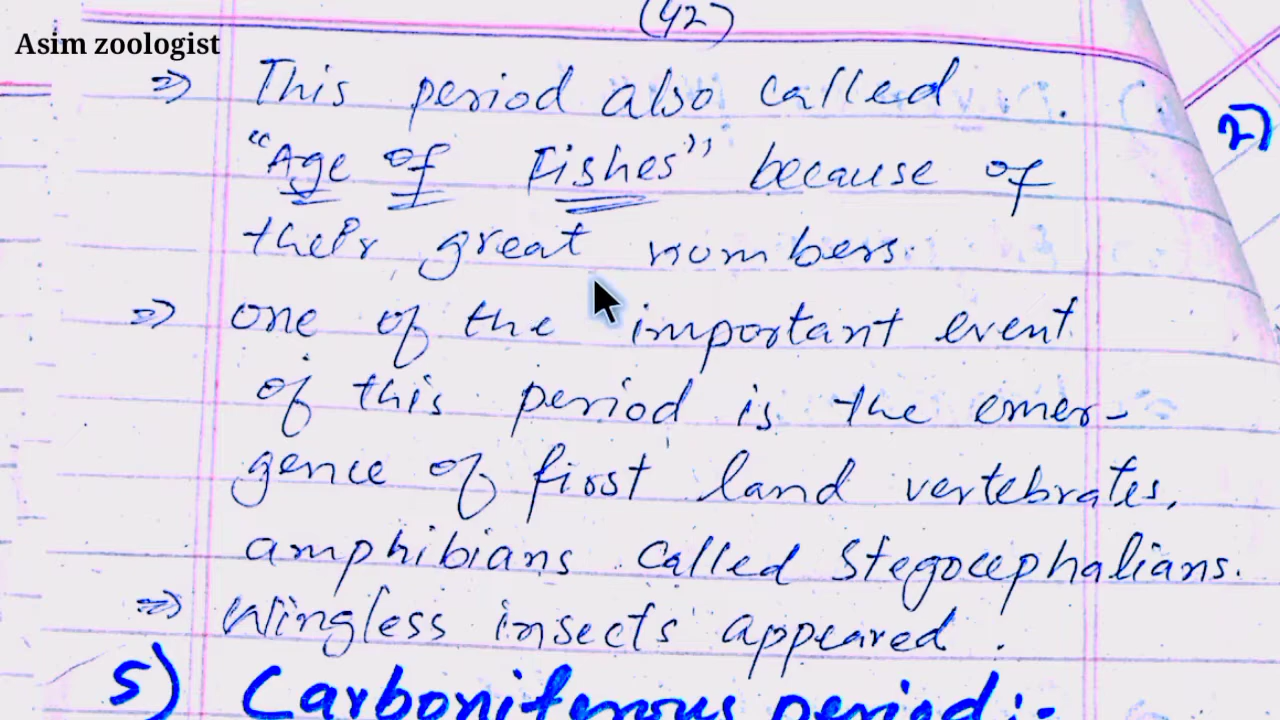 (42)
Asim zoologist
⇒ This period also called
"Age of Fishes" because of
their great numbers.
⇒ one of the important event
of this period is the emer-
gence of first land vertebrates,
amphibians called Stegocephalians.
⇒ Wingless insects appeared.
5) Carboniferous period:-
2)